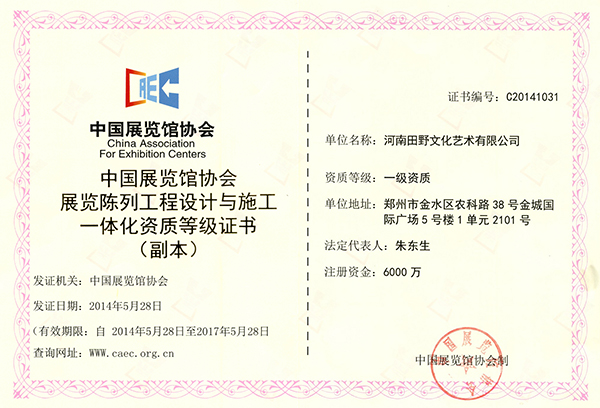 CAEC
中国展览馆协会
China Association
For Exhibition Centers
中国展览馆协会
展览陈列工程设计与施工
一体化资质等级证书
（副本）
发证机关：中国展览馆协会
发证日期：2014年5月28日
（有效期限：自 2014年5月28日至2017年5月28日
查询网址：www.caec.org.cn
证书编号：C20141031
单位名称：河南田野文化艺术有限公司
资质等级：一级资质
单位地址：郑州市金水区农科路 38 号金城国
际广场 5 号楼 1 单元 2101 号
法定代表人：朱东生
注册资金：6000 万
中国展览馆协会制
中国展览馆协会